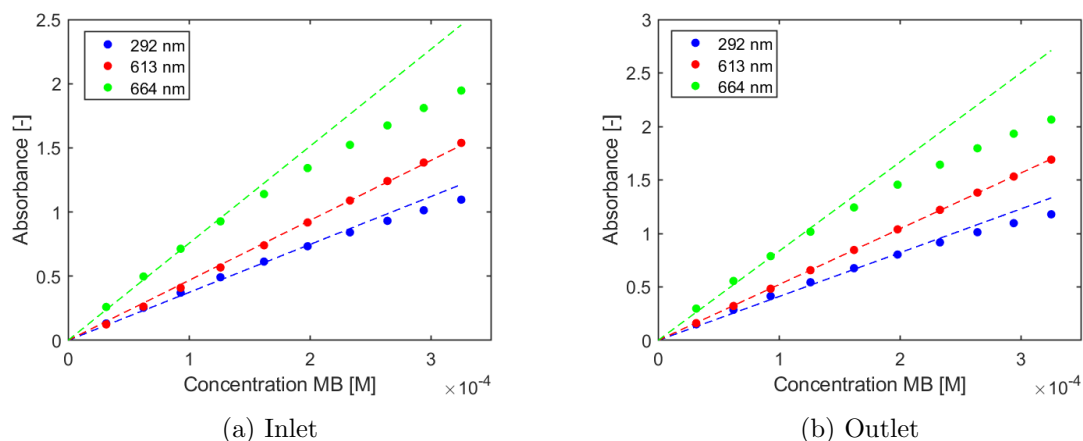 2.5
2
1.5
1
0.5
0
Absorbance [-]
292 nm
613 nm
664 nm
0 1 2 3
Concentration MB [M] ×10⁻⁴
(a) Inlet
3
2.5
2
1.5
1
0.5
0
Absorbance [-]
292 nm
613 nm
664 nm
0 1 2 3
Concentration MB [M] ×10⁻⁴
(b) Outlet